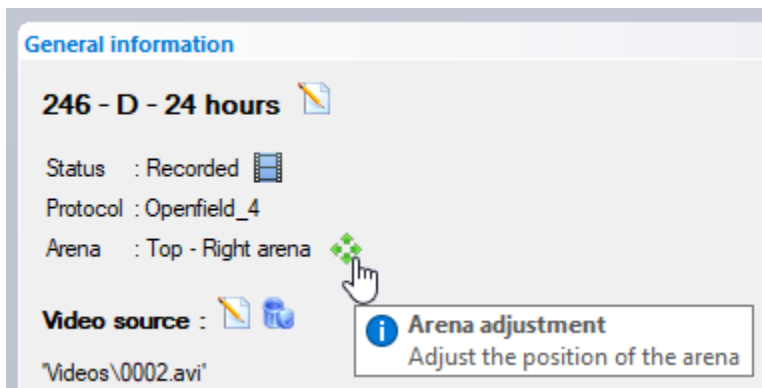 General information
246 - D - 24 hours
Status : Recorded
Protocol : Openfield_4
Arena : Top - Right arena
Video source :
Arena adjustment
Adjust the position of the arena
'Videos\0002.avi'